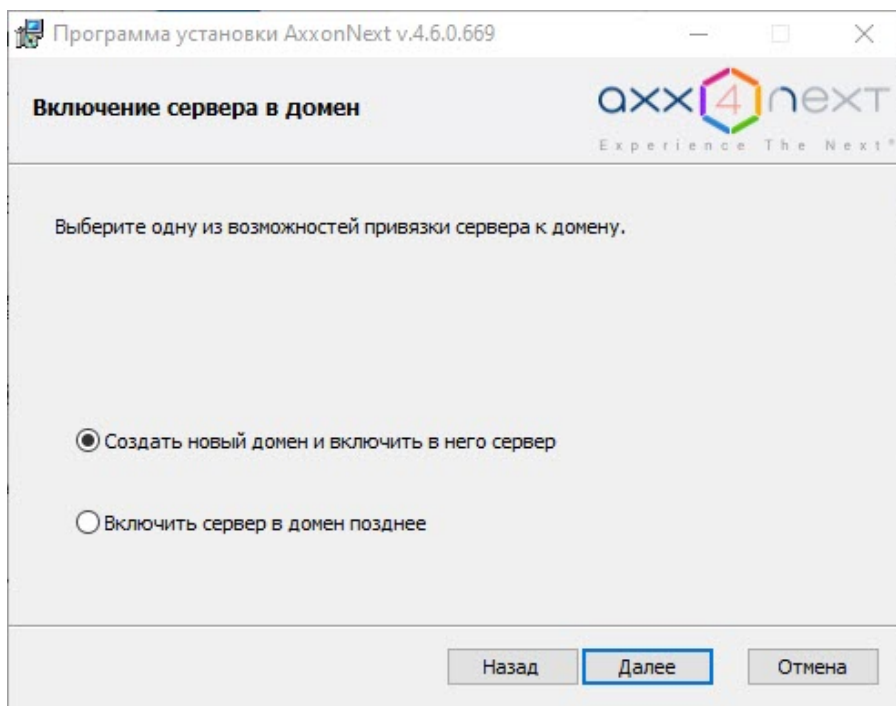 Программа установки AxxonNext v.4.6.0.669
Включение сервера в домен
axx4next
Experience The Next®
Выберите одну из возможностей привязки сервера к домену.
Создать новый домен и включить в него сервер
Включить сервер в домен позднее
Назад
Далее
Отмена